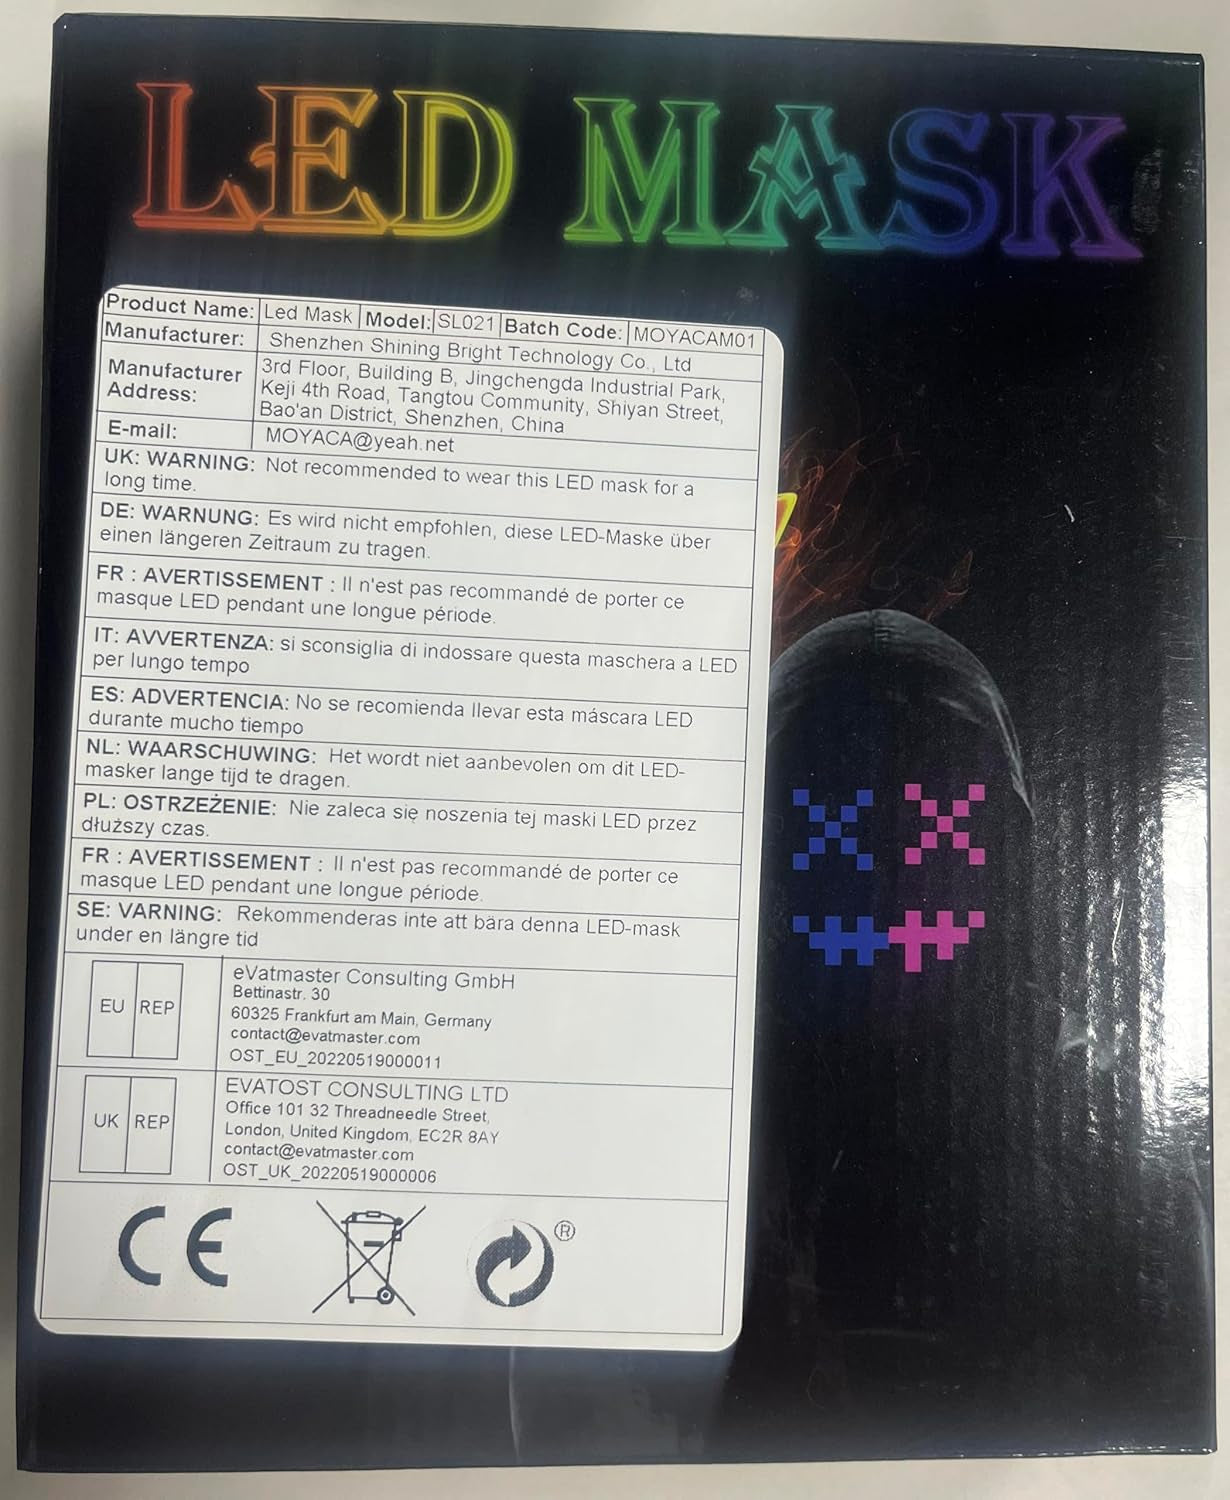 LED MASK
Product Name: Led Mask Model: SL021 Batch Code: MOYACAM01
Manufacturer: Shenzhen Shining Bright Technology Co., Ltd
Manufacturer Address: 3rd Floor, Building B, Jingchengda Industrial Park,
Keji 4th Road, Tangtou Community, Shiyan Street,
Bao'an District, Shenzhen, China
E-mail: MOYACA@yeah.net
UK: WARNING: Not recommended to wear this LED mask for a
long time.
DE: WARNUNG: Es wird nicht empfohlen, diese LED-Maske über
einen längeren Zeitraum zu tragen.
FR : AVERTISSEMENT : Il n'est pas recommandé de porter ce
masque LED pendant une longue période.
IT: AVVERTENZA: si sconsiglia di indossare questa maschera a LED
per lungo tempo
ES: ADVERTENCIA: No se recomienda llevar esta máscara LED
durante mucho tiempo
NL: WAARSCHUWING: Het wordt niet aanbevolen om dit LED-
masker lange tijd te dragen.
PL: OSTRZEŻENIE: Nie zaleca się noszenia tej maski LED przez
dłuższy czas.
FR : AVERTISSEMENT : Il n'est pas recommandé de porter ce
masque LED pendant une longue période.
SE: VARNING: Rekommenderas inte att bära denna LED-mask
under en längre tid
EU REP
eVatmaster Consulting GmbH
Bettinastr. 30
60325 Frankfurt am Main, Germany
contact@evatmaster.com
OST_EU_20220519000011
UK REP
EVATOST CONSULTING LTD
Office 101 32 Threadneedle Street,
London, United Kingdom, EC2R 8AY
contact@evatmaster.com
OST_UK_20220519000006
CE ®